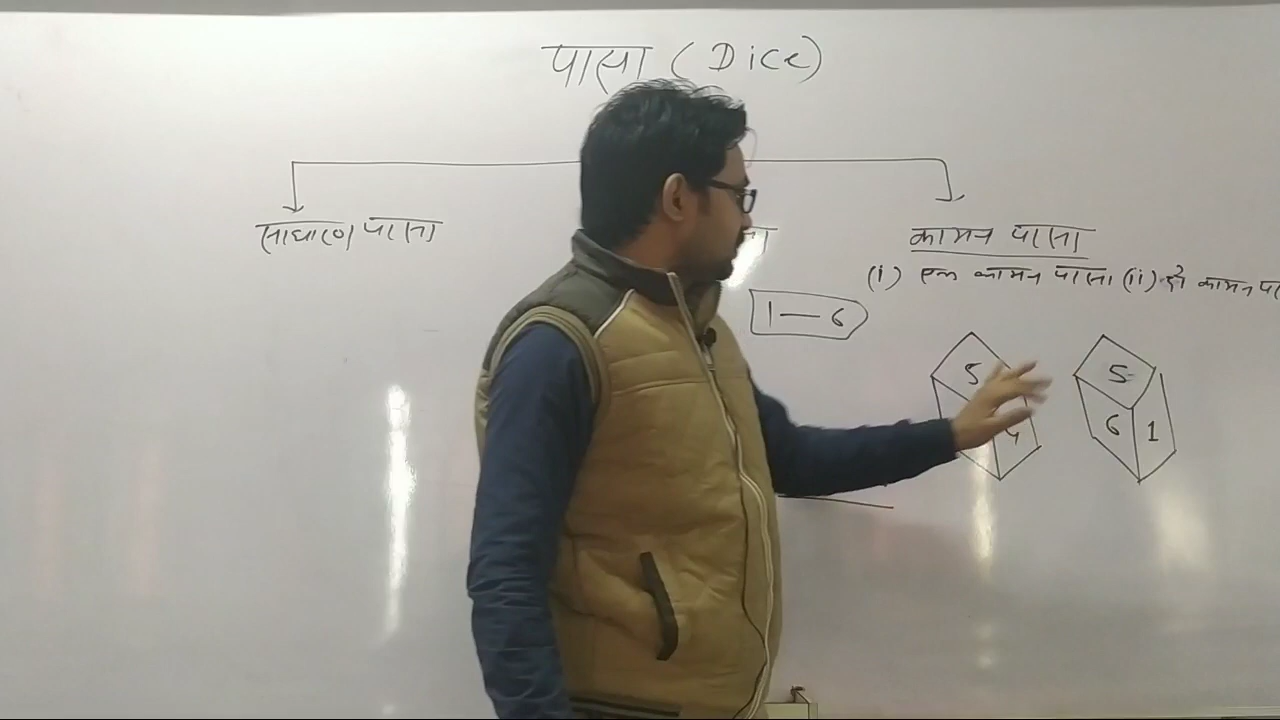 पासा ( Dice )
साधारण पासा
कामन पासा
(i) एक कामन पासा (ii) दो कामन
1 — 6
5
5
6 1